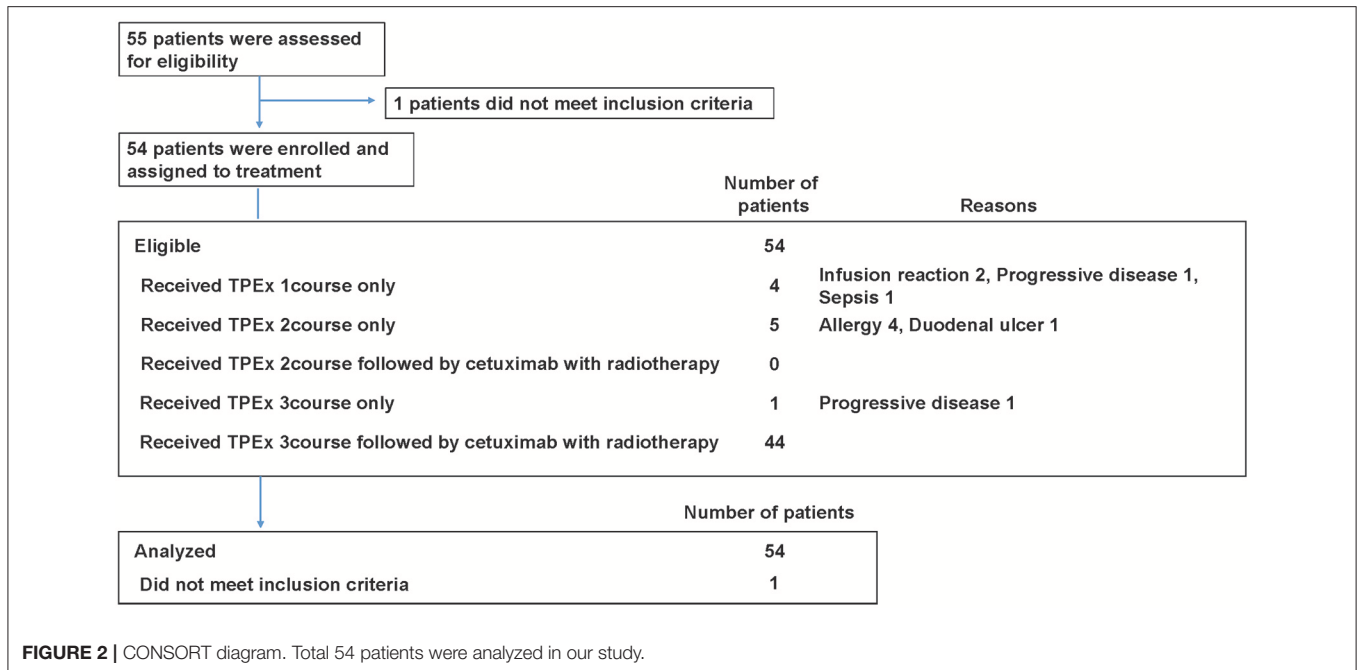 55 patients were assessed
for eligibility
1 patients did not meet inclusion criteria
54 patients were enrolled and
assigned to treatment
Number of
patients
Reasons
Eligible 54
Received TPEx 1course only 4 Infusion reaction 2, Progressive disease 1,
Sepsis 1
Received TPEx 2course only 5 Allergy 4, Duodenal ulcer 1
Received TPEx 2course followed by cetuximab with radiotherapy 0
Received TPEx 3course only 1 Progressive disease 1
Received TPEx 3course followed by cetuximab with radiotherapy 44
Number of patients
Analyzed 54
Did not meet inclusion criteria 1
FIGURE 2 | CONSORT diagram. Total 54 patients were analyzed in our study.